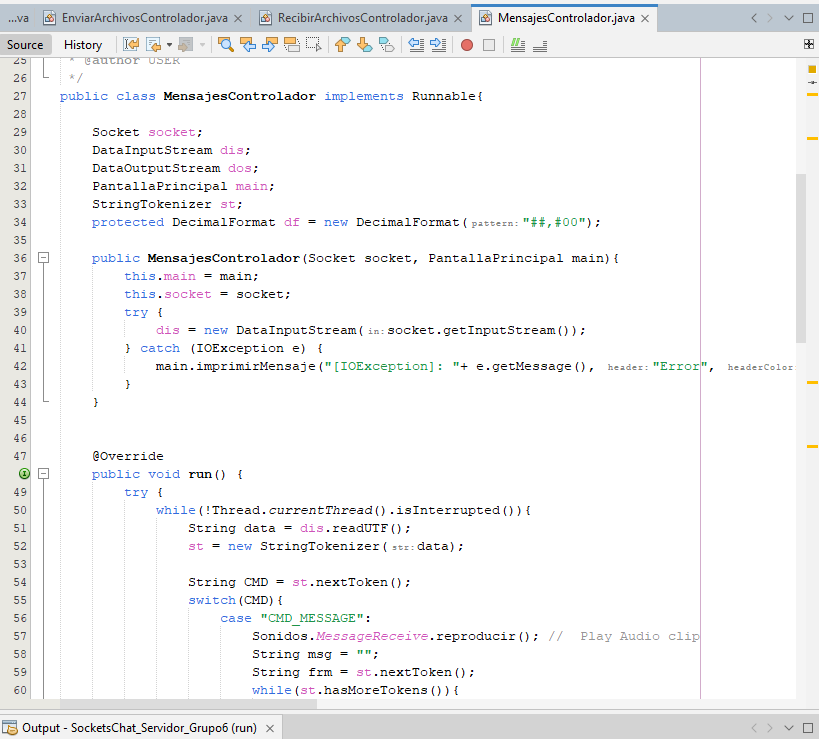 ...va EnviarArchivosControlador.java RecibirArchivosControlador.java MensajesControlador.java
Source History
25 * @author USER
26 */
27 public class MensajesControlador implements Runnable{
28
29 Socket socket;
30 DataInputStream dis;
31 DataOutputStream dos;
32 PantallaPrincipal main;
33 StringTokenizer st;
34 protected DecimalFormat df = new DecimalFormat( pattern: "##,#00");
35
36 public MensajesControlador(Socket socket, PantallaPrincipal main){
37 this.main = main;
38 this.socket = socket;
39 try {
40 dis = new DataInputStream( in: socket.getInputStream());
41 } catch (IOException e) {
42 main.imprimirMensaje("[IOException]: "+ e.getMessage(), header: "Error", headerColor
43 }
44 }
45
46
47 @Override
public void run() {
49 try {
50 while(!Thread.currentThread().isInterrupted()){
51 String data = dis.readUTF();
52 st = new StringTokenizer( str: data);
53
54 String CMD = st.nextToken();
55 switch(CMD){
56 case "CMD_MESSAGE":
57 Sonidos.MessageReceive.reproducir(); // Play Audio clip
58 String msg = "";
59 String frm = st.nextToken();
60 while(st.hasMoreTokens()){
Output - SocketsChat_Servidor_Grupo6 (run)